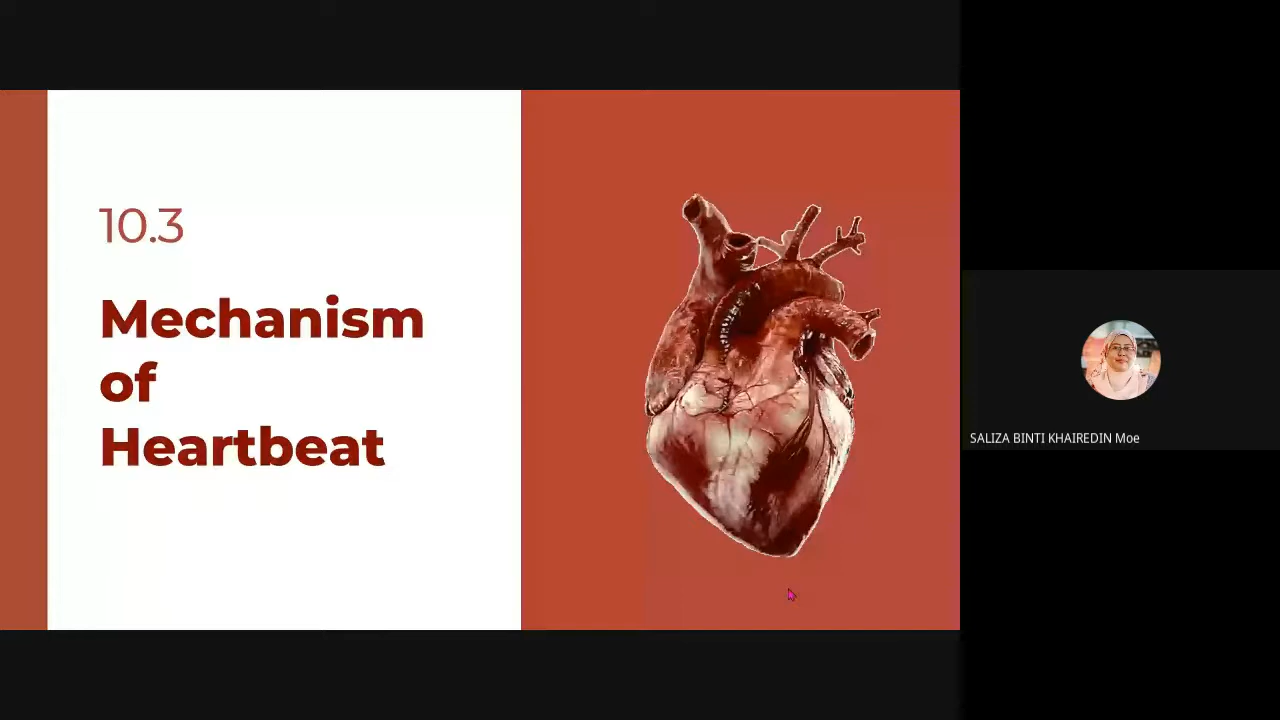 10.3
Mechanism
of
Heartbeat
SALIZA BINTI KHAIREDIN Moe